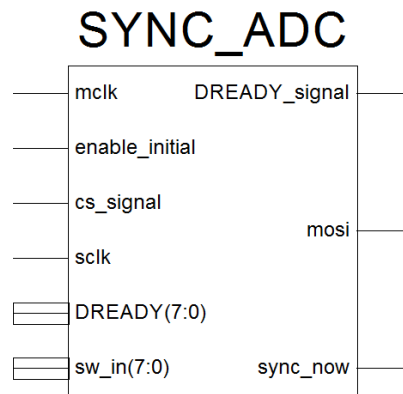 SYNC_ADC
mclk DREADY_signal
enable_initial
cs_signal
mosi
sclk
DREADY(7:0)
sw_in(7:0) sync_now